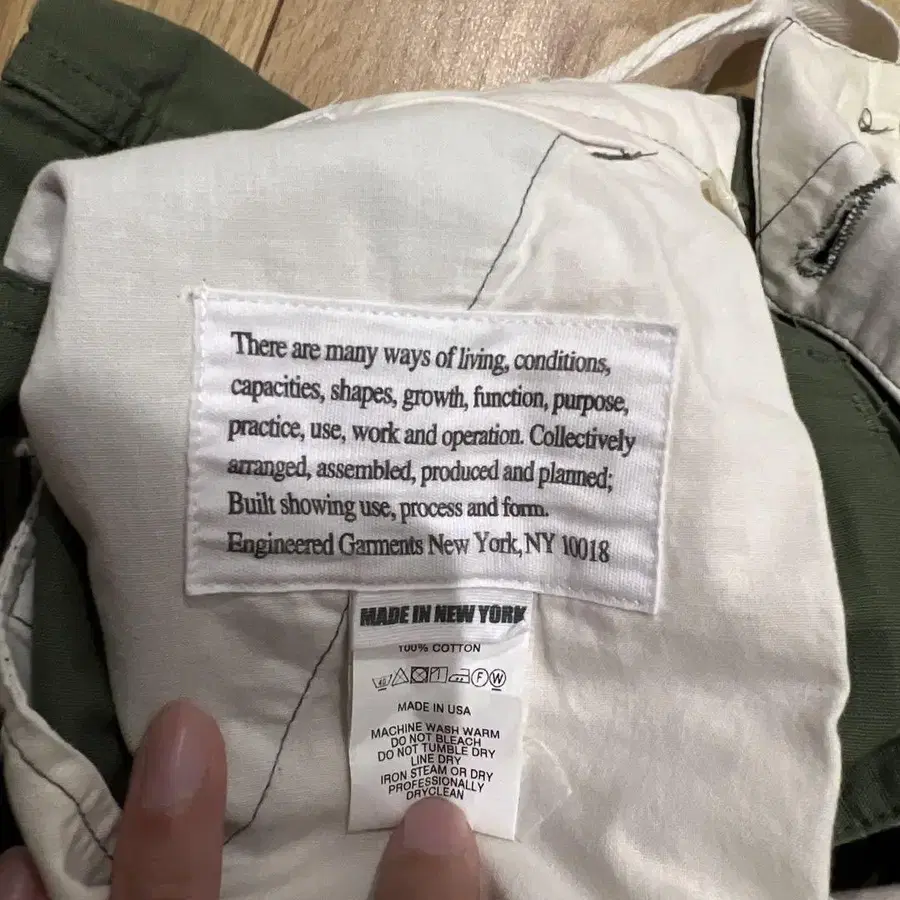 There are many ways of living, conditions,
capacities, shapes, growth, function, purpose,
practice, use, work and operation. Collectively
arranged, assembled, produced and planned;
Built showing use, process and form.
Engineered Garments New York, NY 10018
MADE IN NEW YORK
100% COTTON
40 F W
MADE IN USA
MACHINE WASH WARM
DO NOT BLEACH
DO NOT TUMBLE DRY
LINE DRY
IRON STEAM OR DRY
PROFESSIONALLY
DRYCLEAN